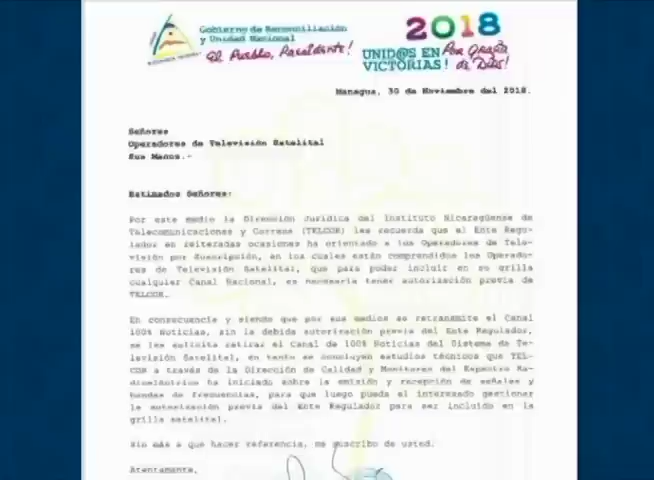 Gobierno de Reconciliación
y Unidad Nacional
El Pueblo, Presidente!
2018
UNID@S EN
VICTORIAS!
Por Gracia
de Dios!
Managua, 30 de Noviembre del 2018.
Señores
Operadores de Televisión Satelital
Sus Manos.-
Estimados Señores:
Por este medio la Dirección Jurídica del Instituto Nicaragüense de
Telecomunicaciones y Correos (TELCOR) les recuerda que el Ente Regu-
lador en reiteradas ocasiones ha orientado a los Operadores de Tele-
visión por Suscripción, en los cuales están comprendidos los Operado-
res de Televisión Satelital, que para poder incluir en su grilla
cualquier Canal Nacional, es necesaria tener autorización previa de
TELCOR.
En consecuencia y siendo que por sus medios se retransmite el Canal
100% Noticias, sin la debida autorización previa del Ente Regulador,
se les solicita retirar el Canal de 100% Noticias del Sistema de Te-
levisión Satelital, en tanto se concluyen estudios técnicos que TEL-
COR a través de la Dirección de Calidad y Monitoreo del Espectro Ra-
dioeléctrico ha iniciado sobre la emisión y recepción de señales y
bandas de frecuencias, para que luego pueda el interesado gestionar
la autorización previa del Ente Regulador para ser incluido en la
grilla satelital.
Sin más a que hacer referencia, me suscribo de usted.
Atentamente,